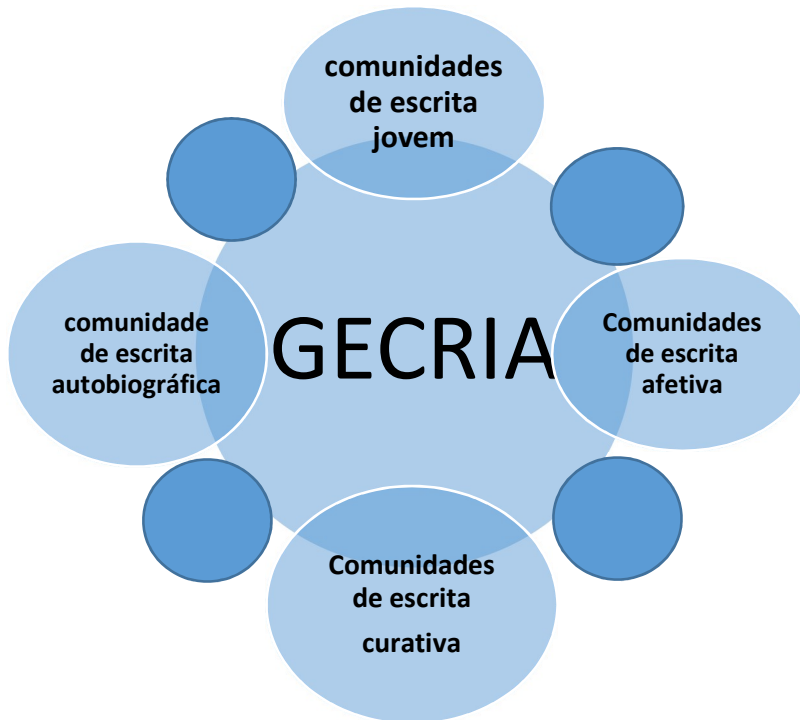 comunidades
de escrita
jovem
comunidade
de escrita
autobiográfica
GECRIA
Comunidades
de escrita
afetiva
Comunidades
de escrita
curativa